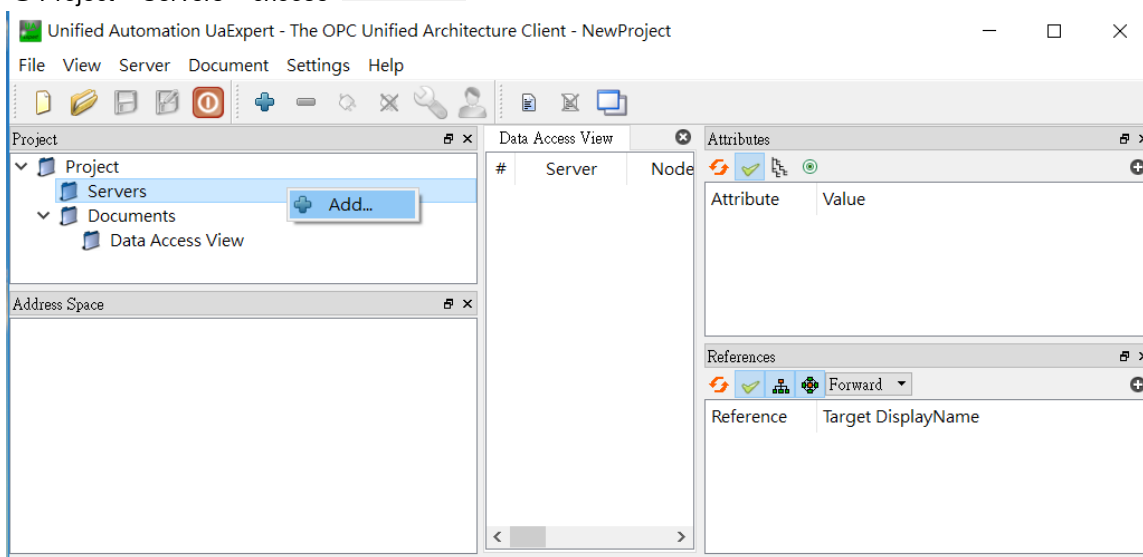 Unified Automation UaExpert - The OPC Unified Architecture Client - NewProject
File View Server Document Settings Help
Project
Project
Servers
Add...
Documents
Data Access View
Address Space
Data Access View
# Server Node
Attributes
Attribute Value
References
Forward
Reference Target DisplayName